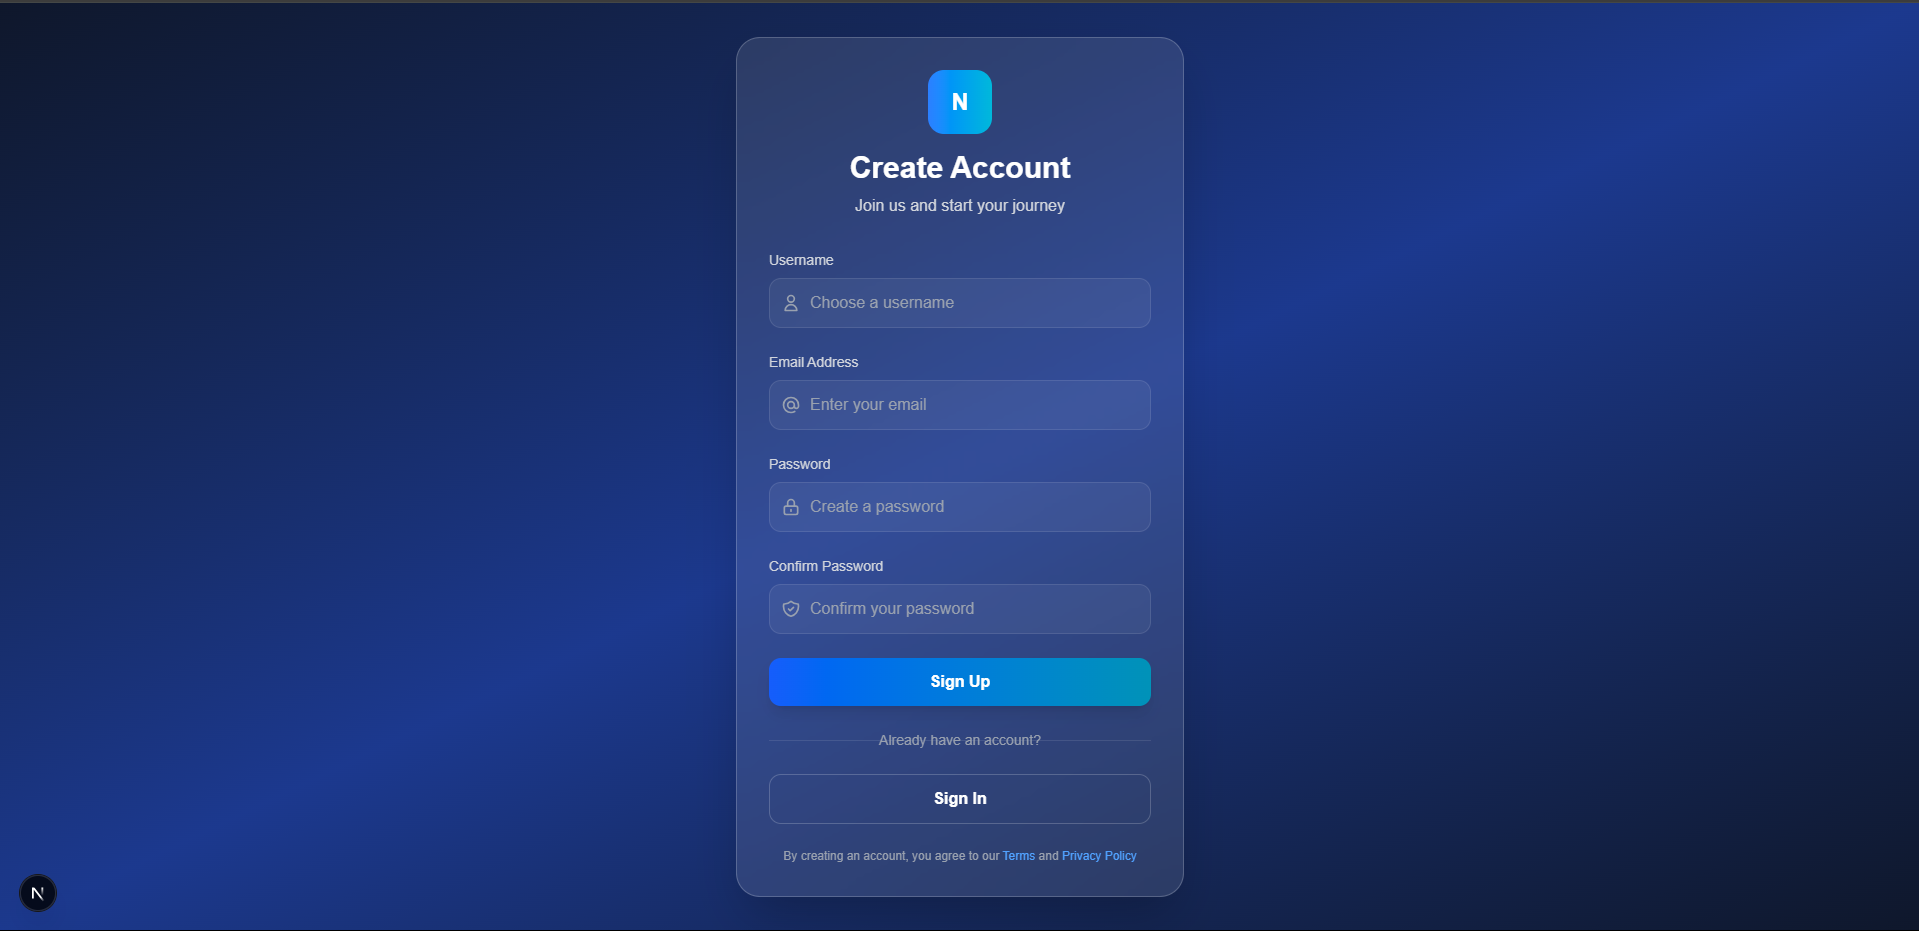 N
Create Account
Join us and start your journey
Username
Choose a username
Email Address
Enter your email
Password
Create a password
Confirm Password
Confirm your password
Sign Up
Already have an account?
Sign In
By creating an account, you agree to our Terms and Privacy Policy
N